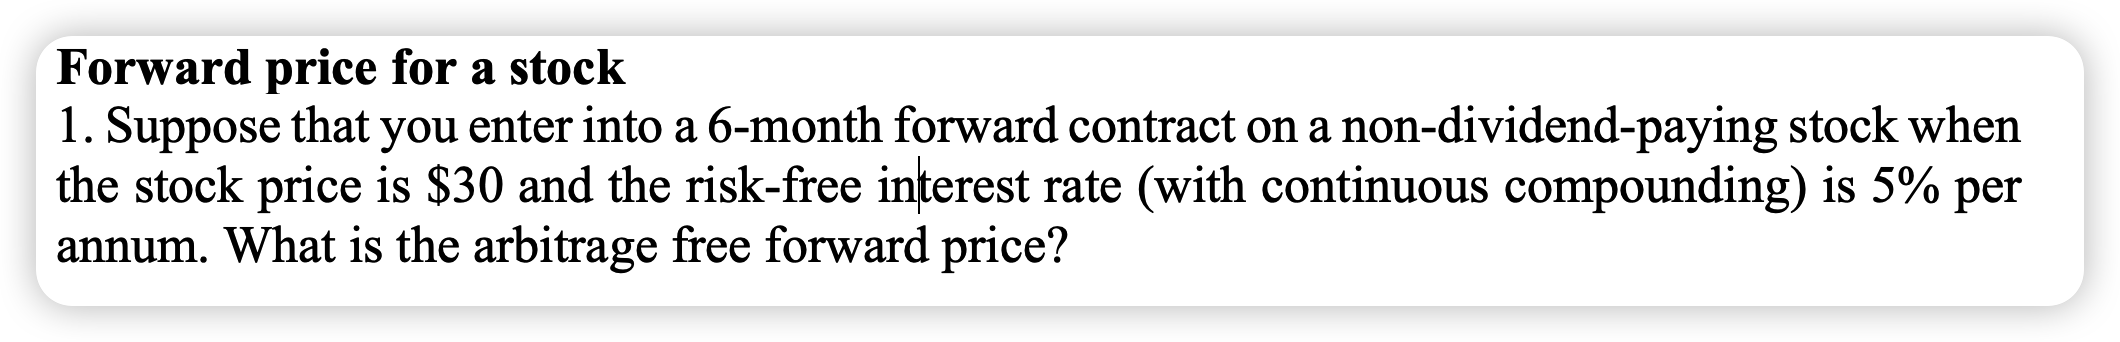 Forward price for a stock
1. Suppose that you enter into a 6-month forward contract on a non-dividend-paying stock when
the stock price is $30 and the risk-free interest rate (with continuous compounding) is 5% per
annum. What is the arbitrage free forward price?